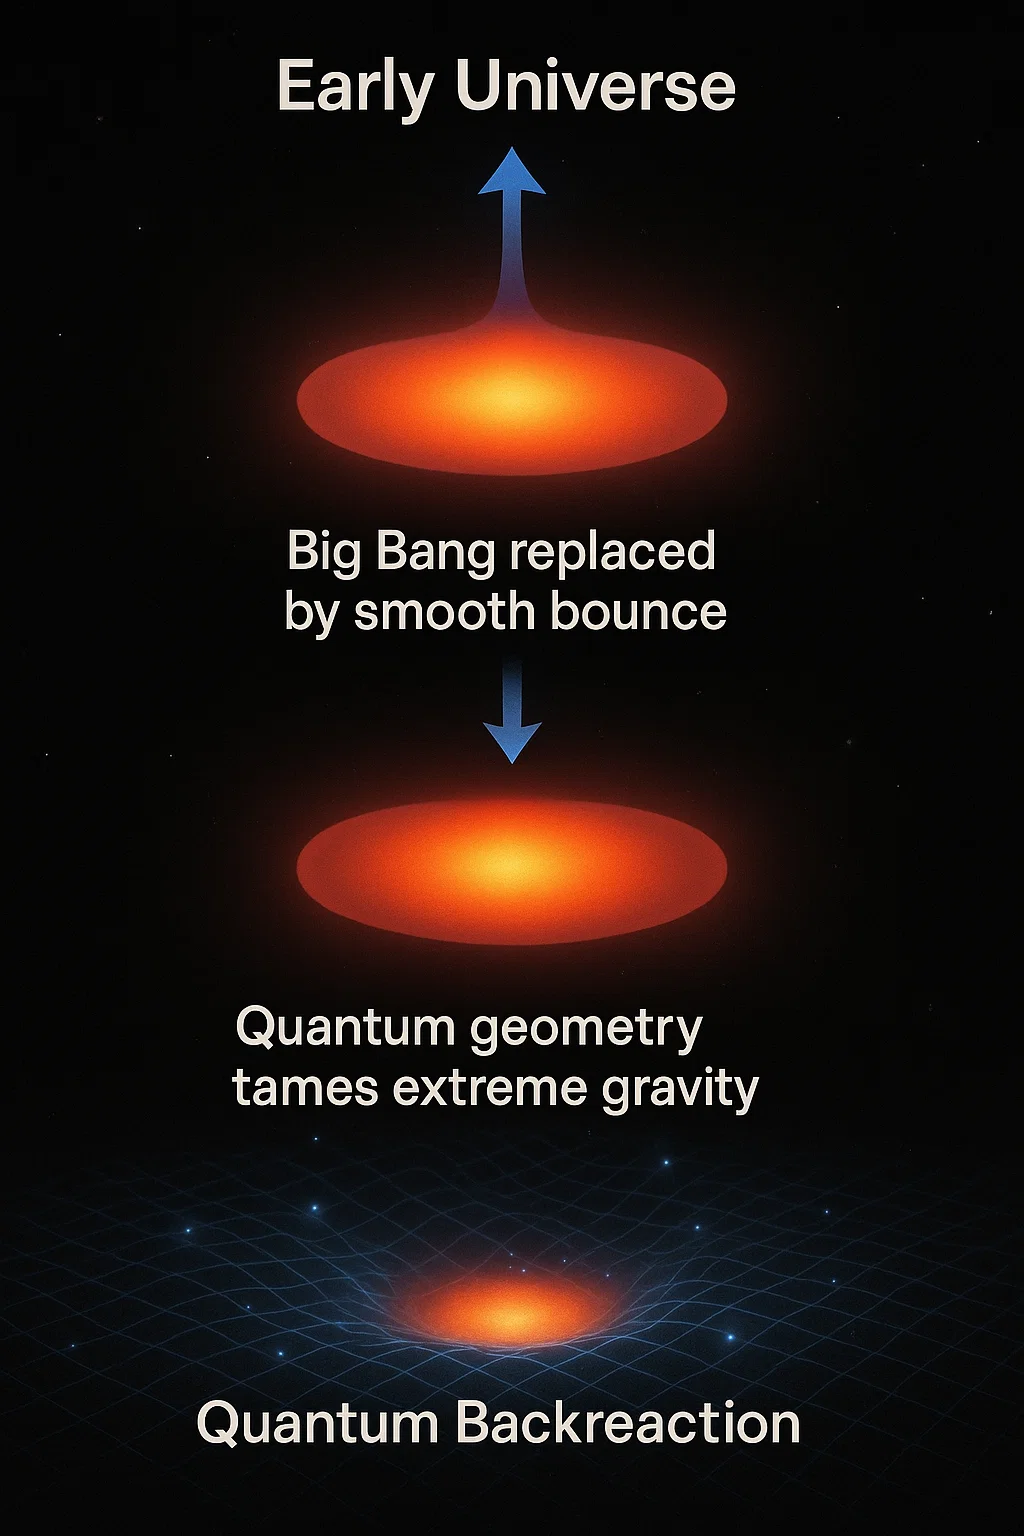 Early Universe
Big Bang replaced
by smooth bounce
Quantum geometry
tames extreme gravity
Quantum Backreaction